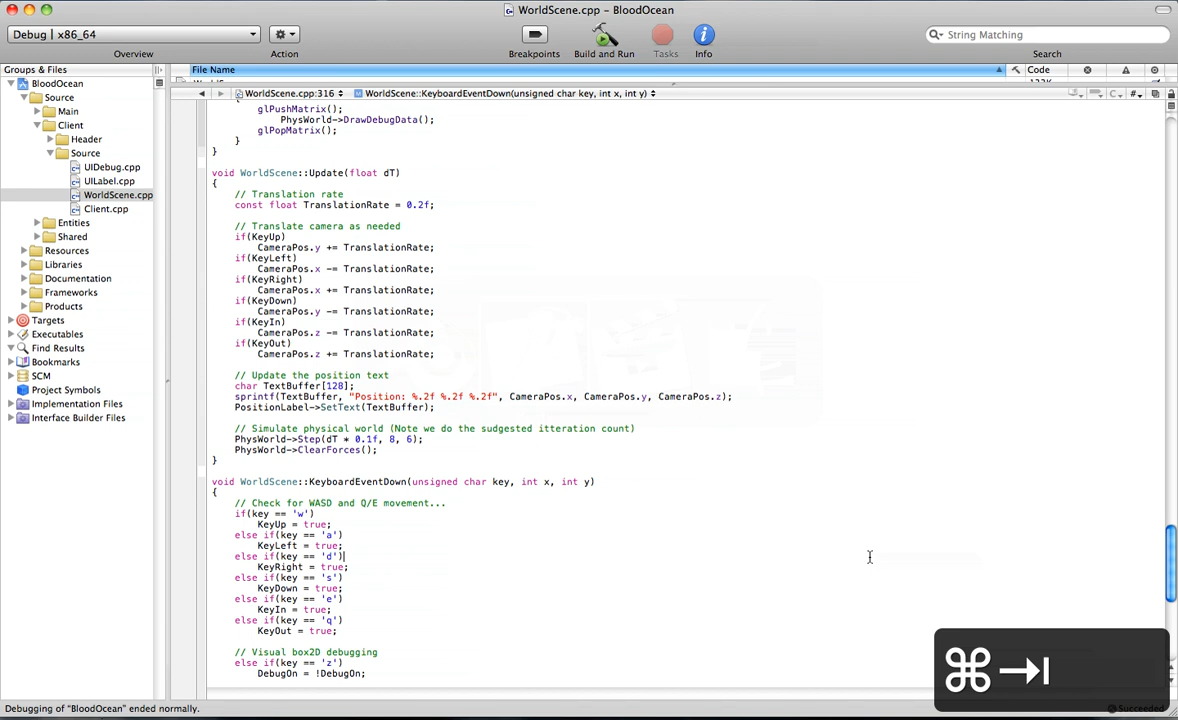 WorldScene.cpp - BloodOcean
Debug | x86_64
String Matching
Overview
Action
Breakpoints
Build and Run
Tasks
Info
Search
Groups & Files
File Name
Code
WorldScene.cpp:316
WorldScene::KeyboardEventDown(unsigned char key, int x, int y)
BloodOcean
Source
Main
Client
Header
Source
UIDebug.cpp
UILabel.cpp
WorldScene.cpp
Client.cpp
Entities
Shared
Resources
Libraries
Documentation
Frameworks
Products
Targets
Executables
Find Results
Bookmarks
SCM
Project Symbols
Implementation Files
Interface Builder Files
glPushMatrix();
PhysWorld->DrawDebugData();
glPopMatrix();
}
}
void WorldScene::Update(float dT)
{
// Translation rate
const float TranslationRate = 0.2f;
// Translate camera as needed
if(KeyUp)
CameraPos.y += TranslationRate;
if(KeyLeft)
CameraPos.x -= TranslationRate;
if(KeyRight)
CameraPos.x += TranslationRate;
if(KeyDown)
CameraPos.y -= TranslationRate;
if(KeyIn)
CameraPos.z -= TranslationRate;
if(KeyOut)
CameraPos.z += TranslationRate;
// Update the position text
char TextBuffer[128];
sprintf(TextBuffer, "Position: %.2f %.2f %.2f", CameraPos.x, CameraPos.y, CameraPos.z);
PositionLabel->SetText(TextBuffer);
// Simulate physical world (Note we do the sudgested itteration count)
PhysWorld->Step(dT * 0.1f, 8, 6);
PhysWorld->ClearForces();
}
void WorldScene::KeyboardEventDown(unsigned char key, int x, int y)
{
// Check for WASD and Q/E movement...
if(key == 'w')
KeyUp = true;
else if(key == 'a')
KeyLeft = true;
else if(key == 'd')
KeyRight = true;
else if(key == 's')
KeyDown = true;
else if(key == 'e')
KeyIn = true;
else if(key == 'q')
KeyOut = true;
// Visual box2D debugging
else if(key == 'z')
DebugOn = !DebugOn;
⌘⇥
Debugging of "BloodOcean" ended normally.
Succeeded